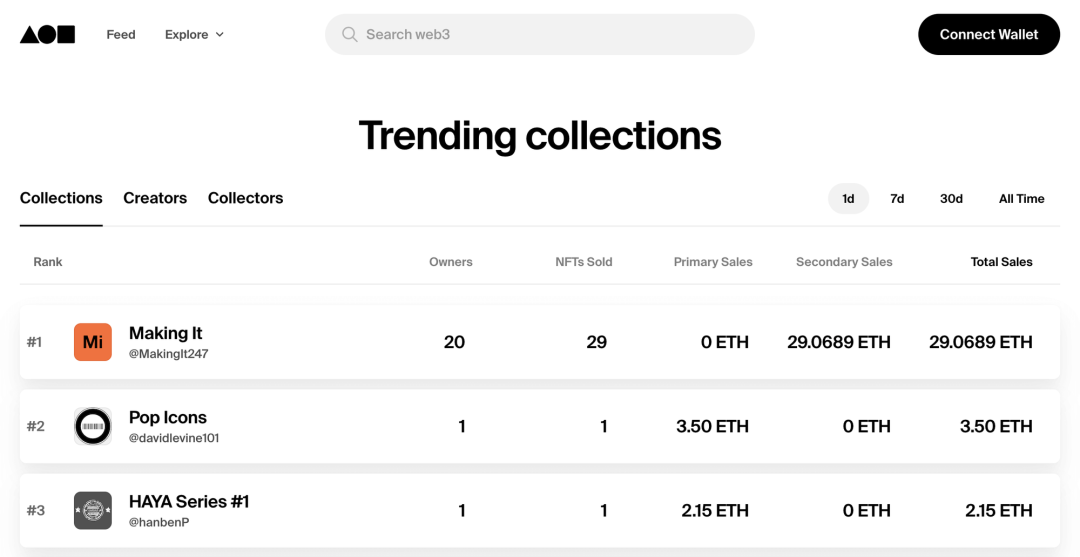 Feed Explore Search web3 Connect Wallet
Trending collections
Collections Creators Collectors 1d 7d 30d All Time
Rank Owners NFTs Sold Primary Sales Secondary Sales Total Sales
#1 Mi Making It 20 29 0 ETH 29.0689 ETH 29.0689 ETH
@MakingIt247
#2 Pop Icons 1 1 3.50 ETH 0 ETH 3.50 ETH
@davidlevine101
#3 HAYA Series #1 1 1 2.15 ETH 0 ETH 2.15 ETH
@hanbenP